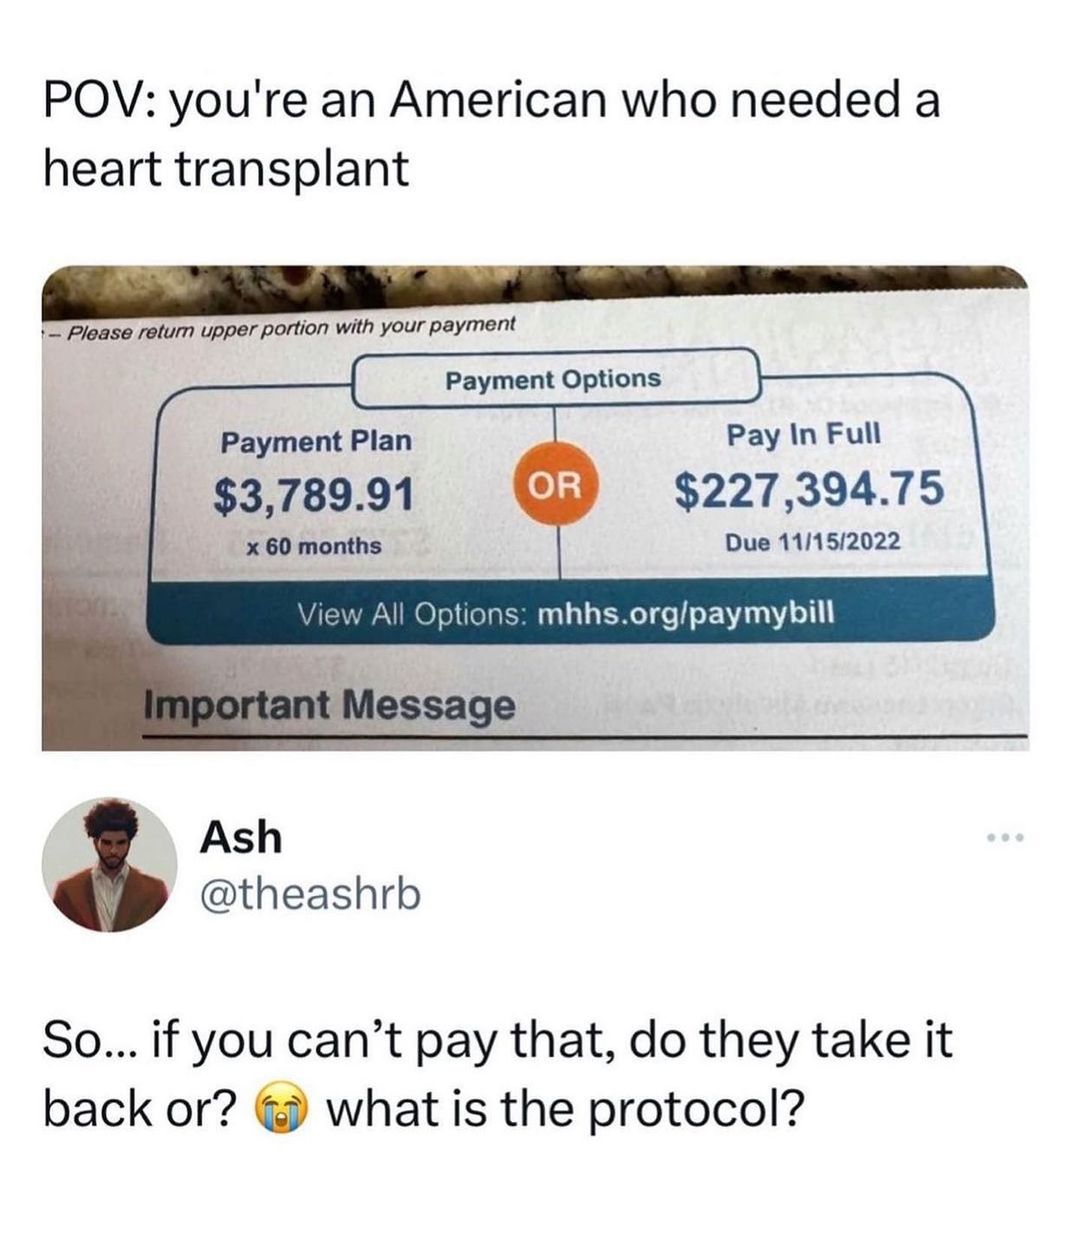 POV: you're an American who needed a
heart transplant
- Please return upper portion with your payment
Payment Options
Payment Plan
$3,789.91
x 60 months
OR
Pay In Full
$227,394.75
Due 11/15/2022
View All Options: mhhs.org/paymybill
Important Message
Ash
@theashrb
So... if you can’t pay that, do they take it
back or? 😭 what is the protocol?